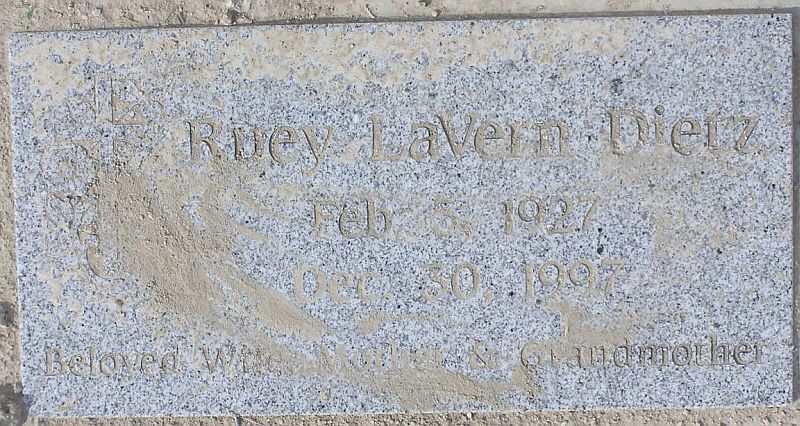 Ruey LaVern Dietz
Feb. 5, 1927
Dec. 30, 1997
Beloved Wife, Mother & Grandmother